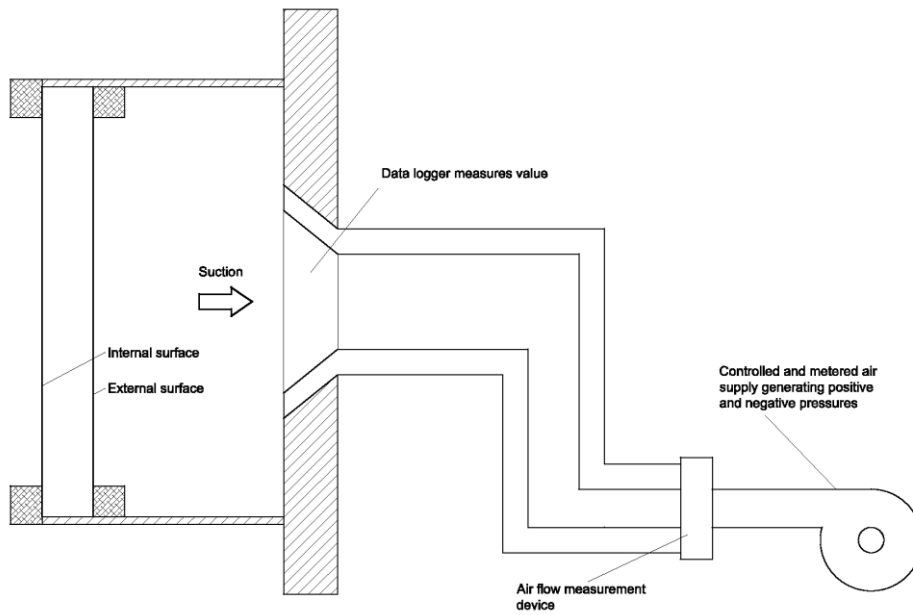 Data logger measures value
Suction
Internal surface
External surface
Controlled and metered air
supply generating positive
and negative pressures
Air flow measurement
device